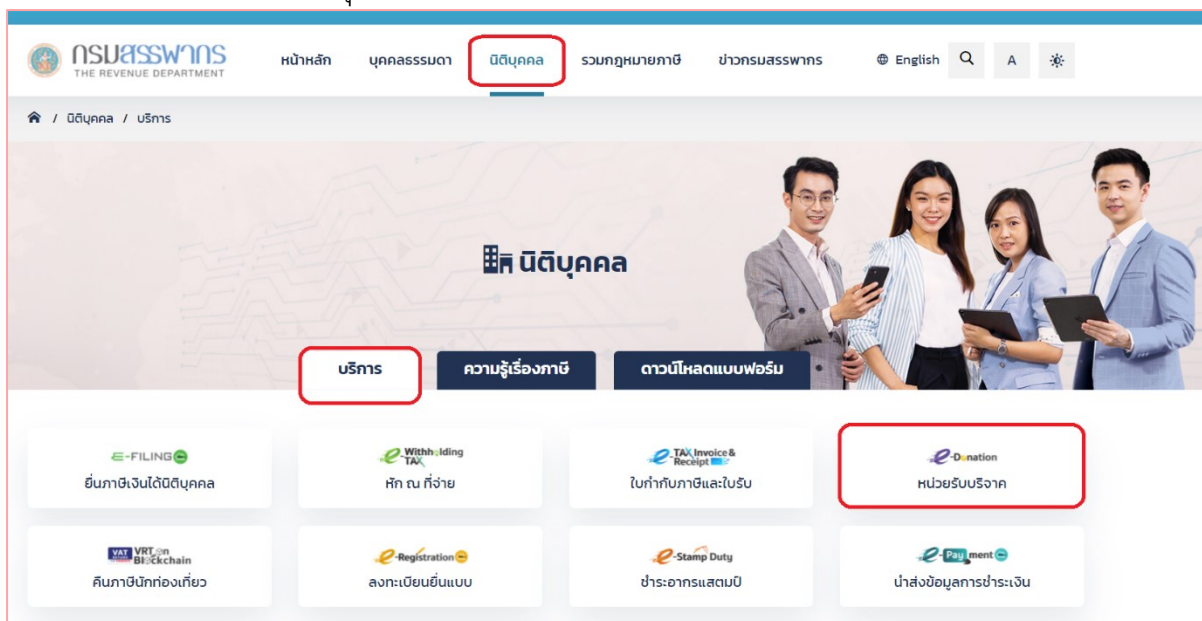 กรมสรรพากร
THE REVENUE DEPARTMENT
หน้าหลัก บุคคลธรรมดา นิติบุคคล รวมกฎหมายภาษี ข่าวกรมสรรพากร English A
/ นิติบุคคล / บริการ
นิติบุคคล
บริการ ความรู้เรื่องภาษี ดาวน์โหลดแบบฟอร์ม
E-FILING
ยื่นภาษีเงินได้นิติบุคคล
e-Withholding TAX
หัก ณ ที่จ่าย
e-TAX Invoice & Receipt
ใบกำกับภาษีและใบรับ
e-Donation
หน่วยรับบริจาค
VAT VRT on Blockchain
คืนภาษีนักท่องเที่ยว
e-Registration
ลงทะเบียนยื่นแบบ
e-Stamp Duty
ชำระอากรแสตมป์
e-Payment
นำส่งข้อมูลการชำระเงิน